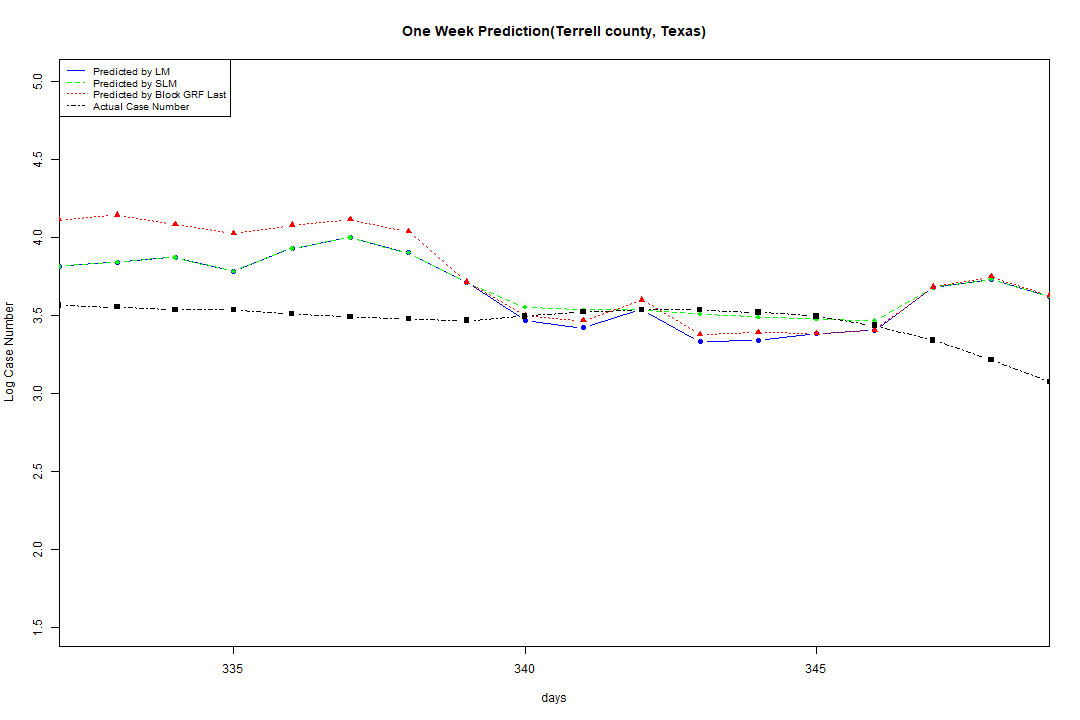 One Week Prediction(Terrell county, Texas)
Predicted by LM
Predicted by SLM
Predicted by Block GRF Last
Actual Case Number
Log Case Number
5.0
4.5
4.0
3.5
3.0
2.5
2.0
1.5
335 340 345
days